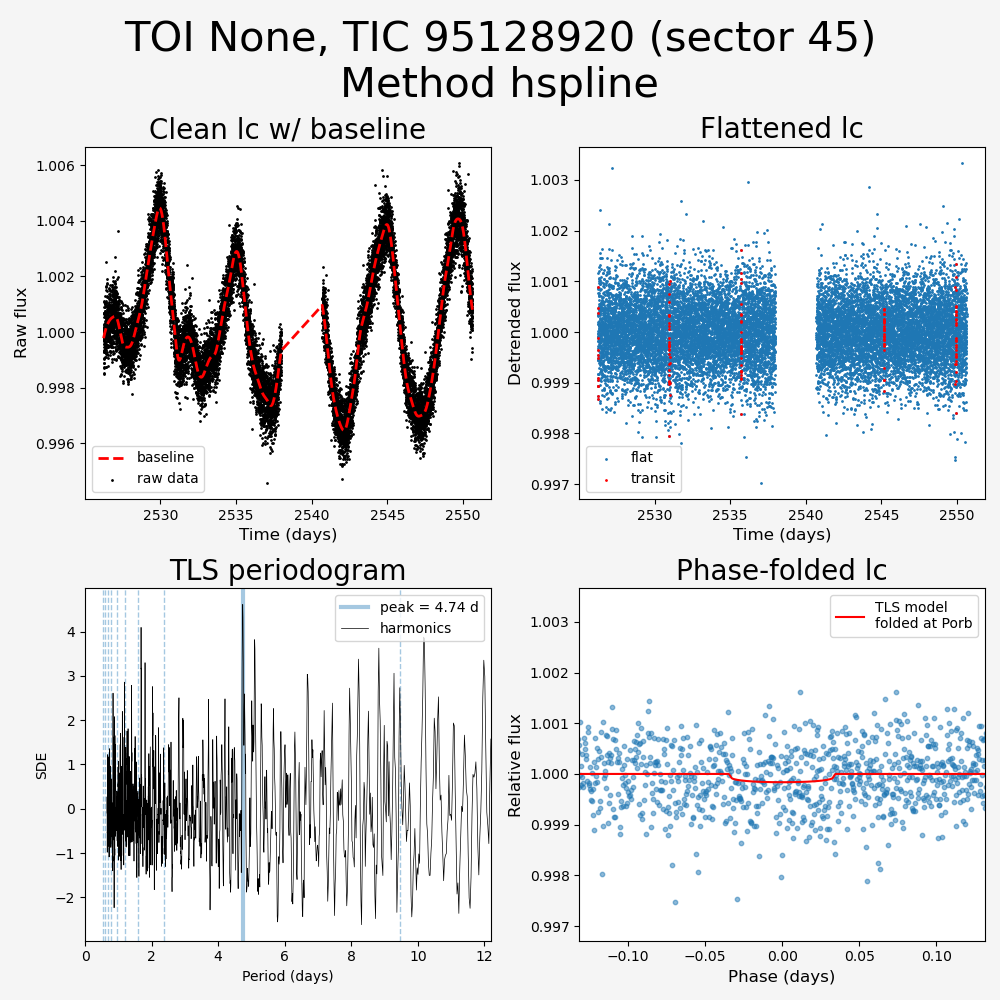 TOI None, TIC 95128920 (sector 45)
Method hspline
Clean lc w/ baseline
1.006
1.004
1.002
1.000
0.998
0.996
Raw flux
baseline
raw data
2530
2535
2540
2545
2550
Time (days)
Flattened lc
1.003
1.002
1.001
1.000
0.999
0.998
0.997
Detrended flux
flat
transit
2530
2535
2540
2545
2550
Time (days)
TLS periodogram
4
3
2
1
0
−1
−2
SDE
peak = 4.74 d
harmonics
0
2
4
6
8
10
12
Period (days)
Phase-folded lc
1.003
1.002
1.001
1.000
0.999
0.998
0.997
Relative flux
TLS model
folded at Porb
−0.10
−0.05
0.00
0.05
0.10
Phase (days)